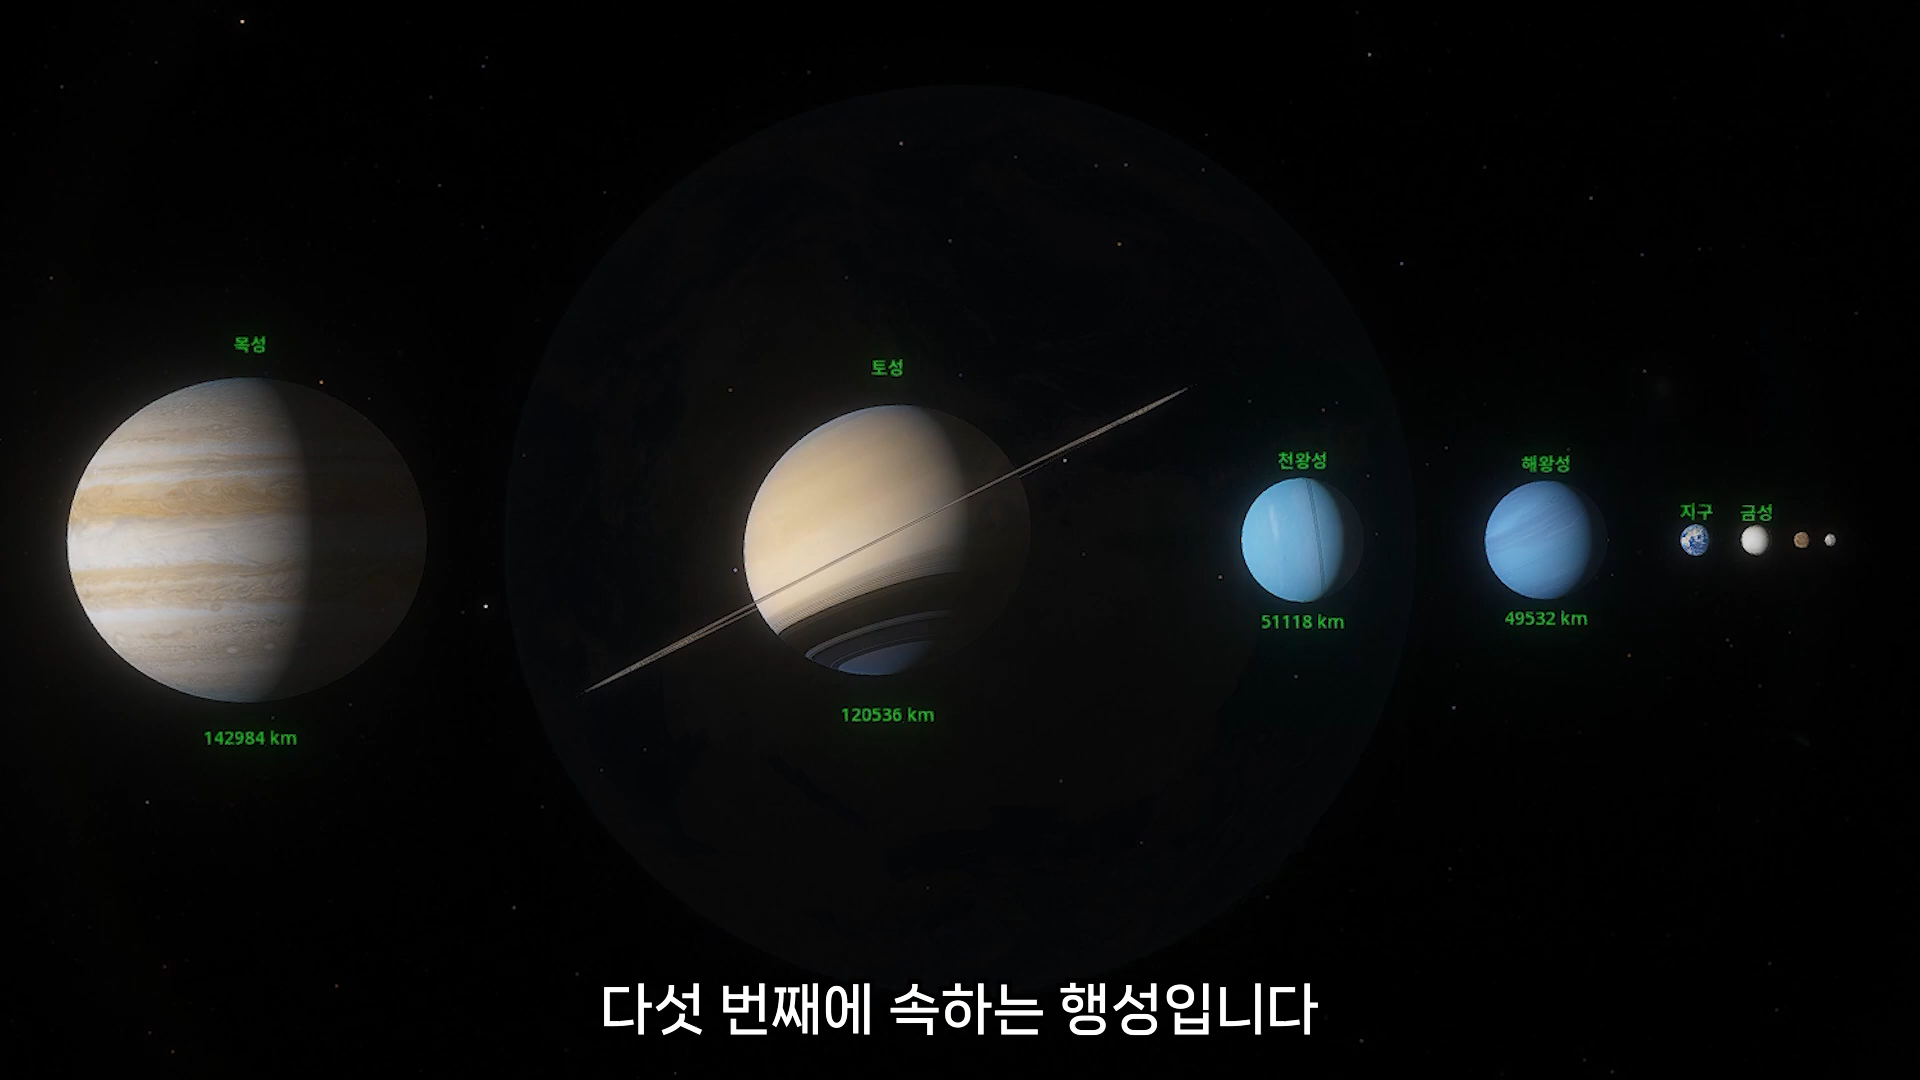 목성
토성
천왕성
해왕성
지구
금성
51118 km
49532 km
120536 km
142984 km
다섯 번째에 속하는 행성입니다